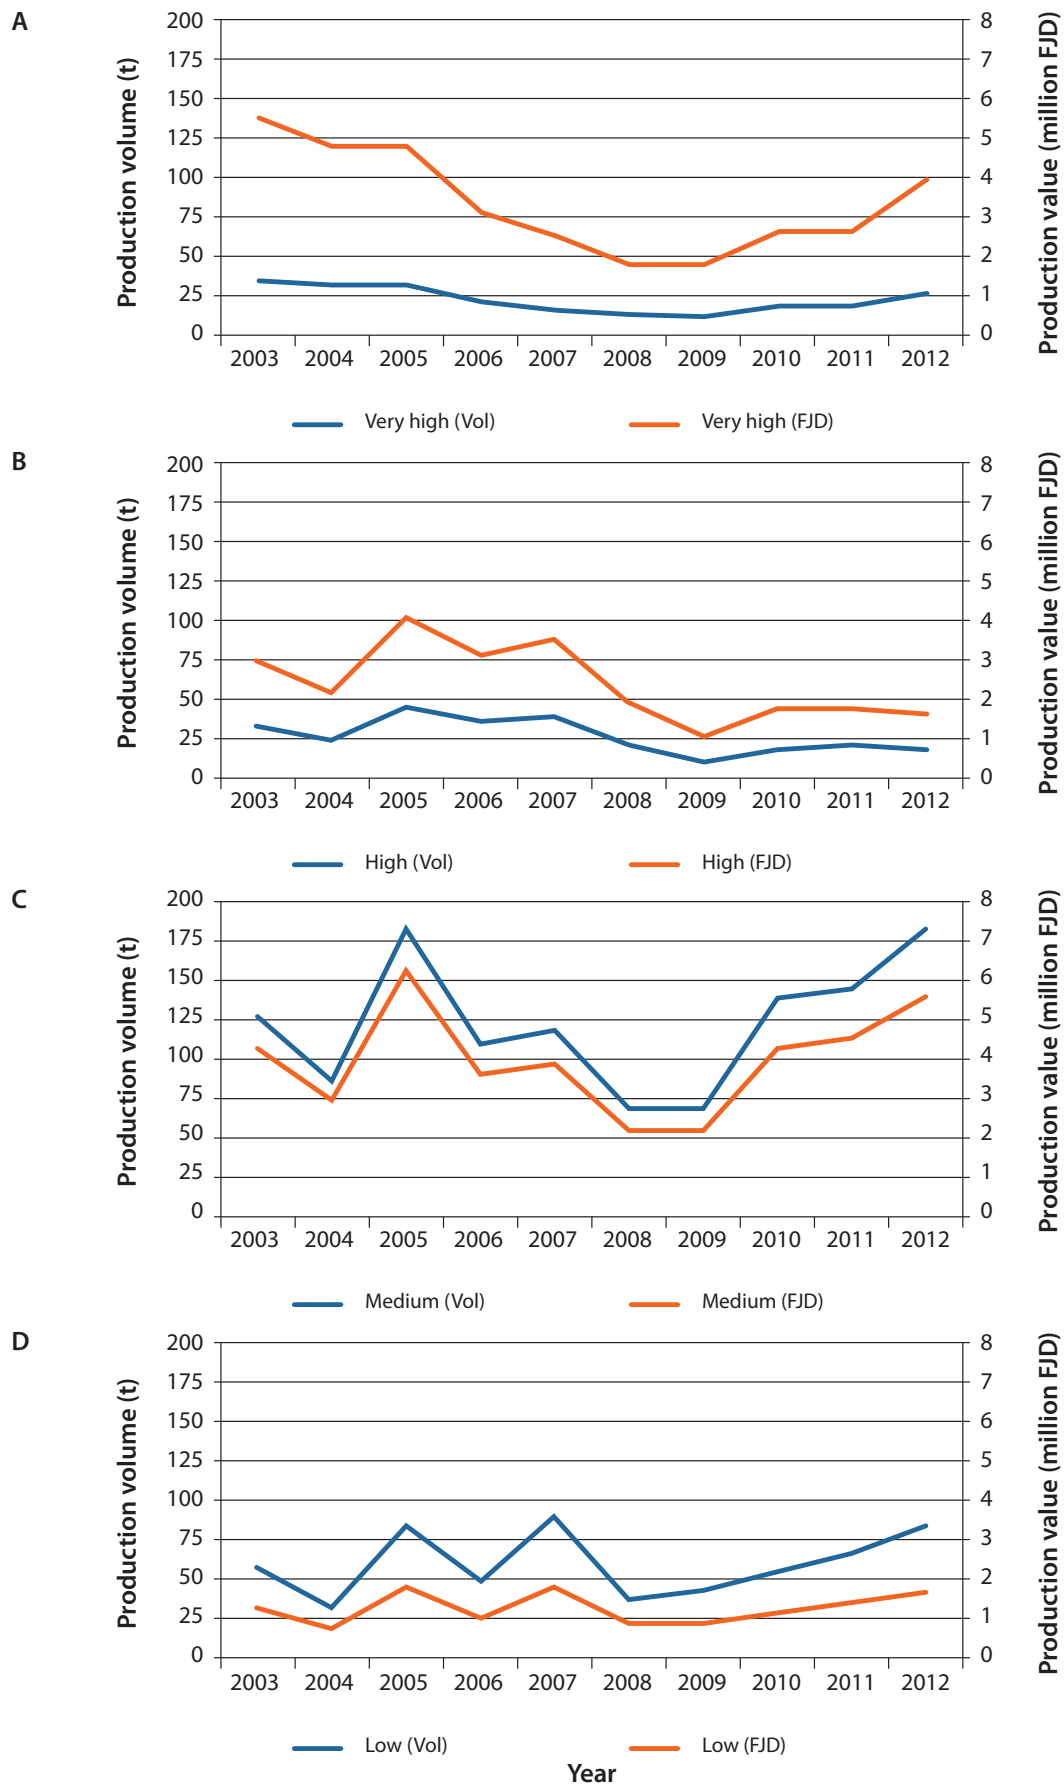 A
Production volume (t)
Production value (million FJD)
200 8
175 7
150 6
125 5
100 4
75 3
50 2
25 1
0 0
2003 2004 2005 2006 2007 2008 2009 2010 2011 2012
Very high (Vol) Very high (FJD)
B
Production volume (t)
Production value (million FJD)
200 8
175 7
150 6
125 5
100 4
75 3
50 2
25 1
0 0
2003 2004 2005 2006 2007 2008 2009 2010 2011 2012
High (Vol) High (FJD)
C
Production volume (t)
Production value (million FJD)
200 8
175 7
150 6
125 5
100 4
75 3
50 2
25 1
0 0
2003 2004 2005 2006 2007 2008 2009 2010 2011 2012
Medium (Vol) Medium (FJD)
D
Production volume (t)
Production value (million FJD)
200 8
175 7
150 6
125 5
100 4
75 3
50 2
25 1
0 0
2003 2004 2005 2006 2007 2008 2009 2010 2011 2012
Low (Vol) Low (FJD)
Year